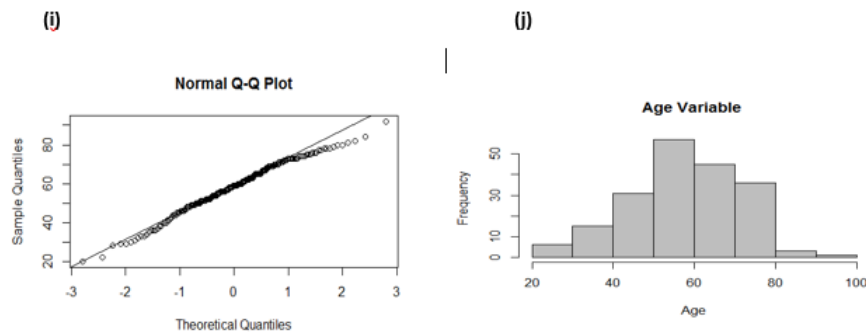 (i)
(j)
Normal Q-Q Plot
Sample Quantiles
80
60
40
20
-3 -2 -1 0 1 2 3
Theoretical Quantiles
Age Variable
Frequency
50
30
10
0
20 40 60 80 100
Age